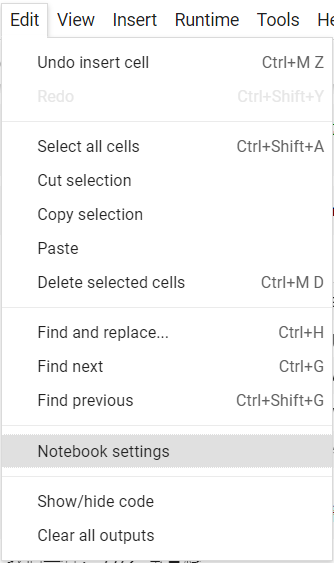 Edit View Insert Runtime Tools He
Undo insert cell Ctrl+M Z
Redo Ctrl+Shift+Y
Select all cells Ctrl+Shift+A
Cut selection
Copy selection
Paste
Delete selected cells Ctrl+M D
Find and replace... Ctrl+H
Find next Ctrl+G
Find previous Ctrl+Shift+G
Notebook settings
Show/hide code
Clear all outputs